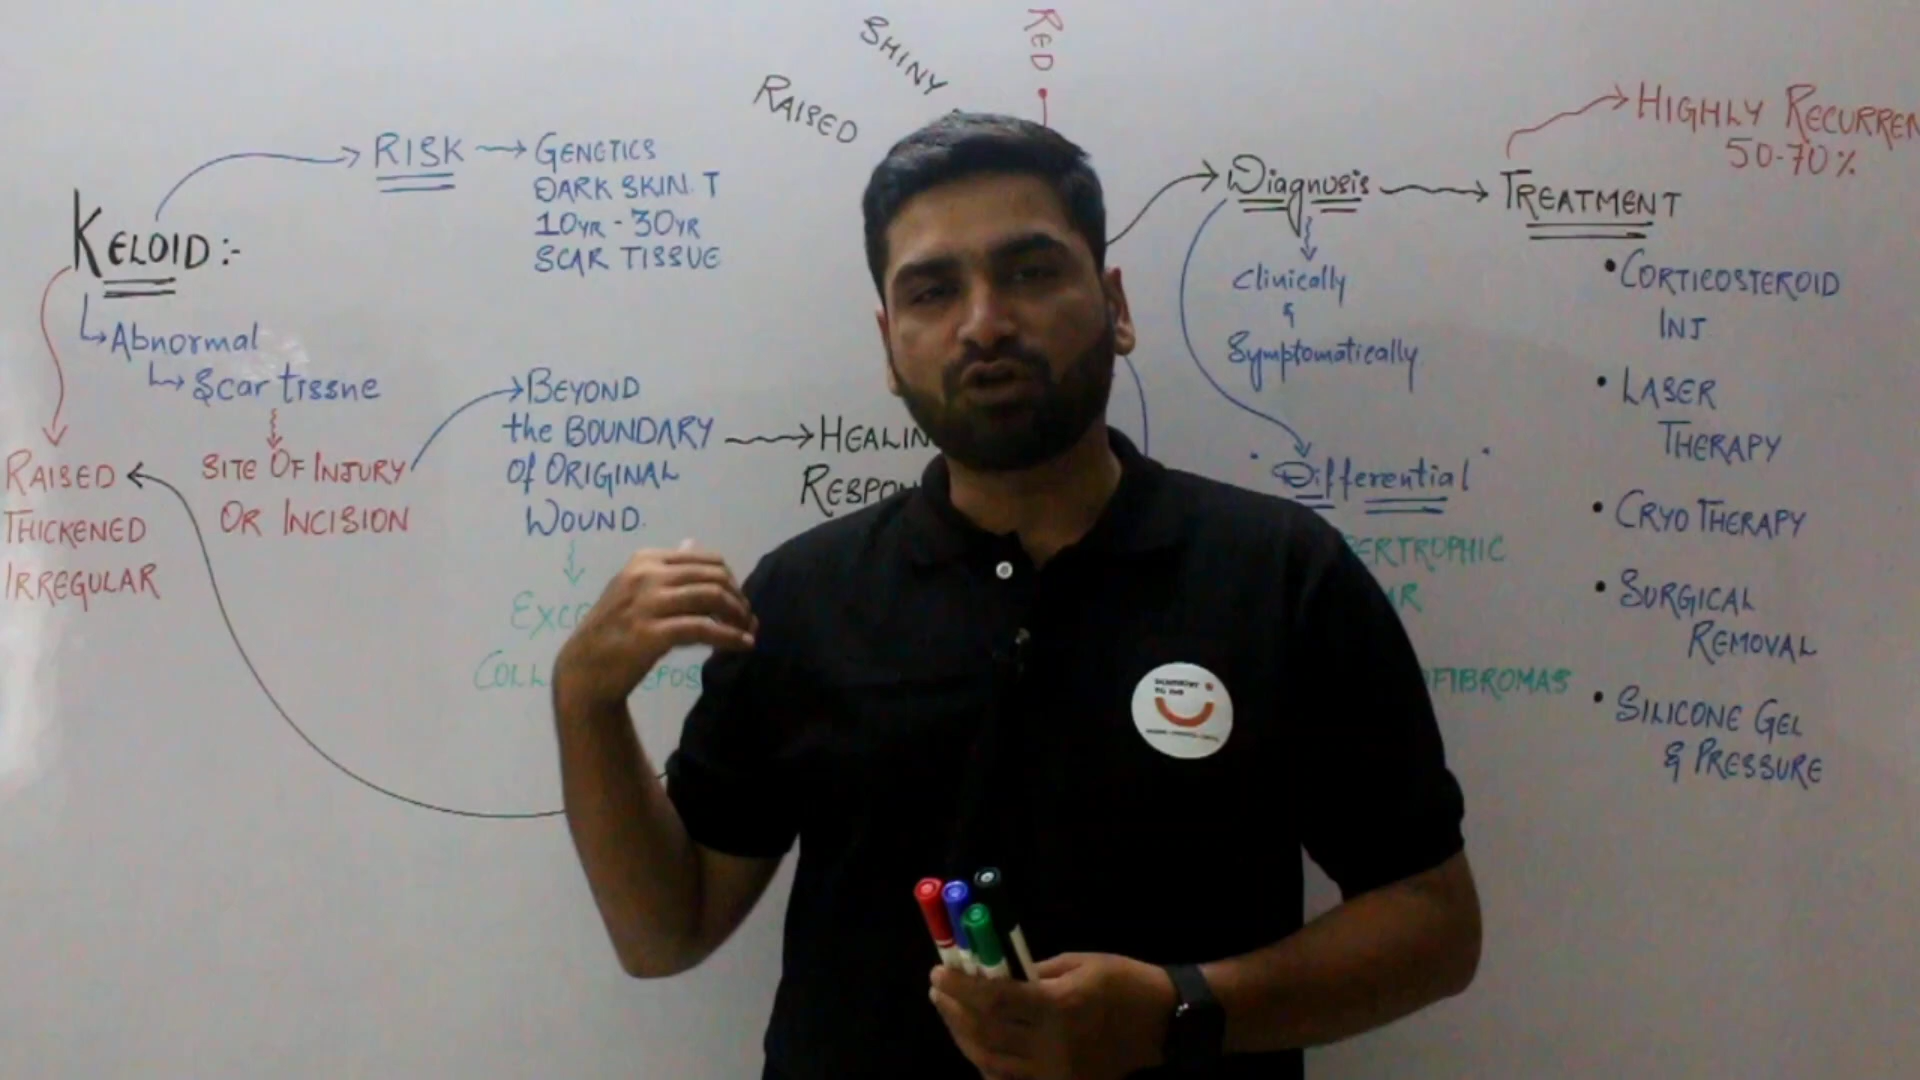 KELOID:-
Abnormal
Scar tissue
RAISED
THICKENED
IRREGULAR
SITE OF INJURY
OR INCISION
RISK
GENETICS
DARK SKIN. T
10YR - 30YR
SCAR TISSUE
BEYOND
the BOUNDARY
of ORIGINAL
WOUND.
RAISED
SHINY
RED
Diagnosis
Clinically
&
Symptomatically
"Differential"
TREATMENT
HIGHLY
50-70%
• CORTICOSTEROID
INJ
• LASER
THERAPY
• CRYO THERAPY
• SURGICAL
REMOVAL
• SILICONE GEL
& PRESSURE